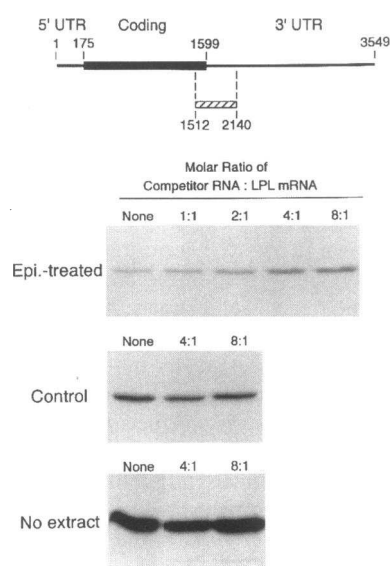 5' UTR Coding 3' UTR
1 175 1599 3549
1512 2140
Molar Ratio of
Competitor RNA : LPL mRNA
None 1:1 2:1 4:1 8:1
Epi.-treated
None 4:1 8:1
Control
None 4:1 8:1
No extract